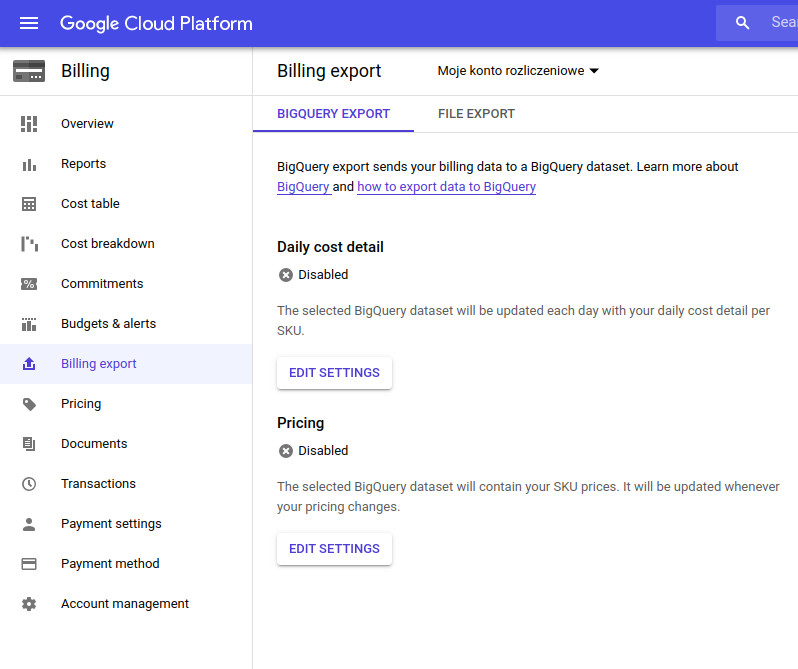 Google Cloud Platform
Billing
Billing export
Moje konto rozliczeniowe
BIGQUERY EXPORT
FILE EXPORT
Overview
Reports
Cost table
Cost breakdown
Commitments
Budgets & alerts
Billing export
Pricing
Documents
Transactions
Payment settings
Payment method
Account management
BigQuery export sends your billing data to a BigQuery dataset. Learn more about
BigQuery and how to export data to BigQuery
Daily cost detail
Disabled
The selected BigQuery dataset will be updated each day with your daily cost detail per
SKU.
EDIT SETTINGS
Pricing
Disabled
The selected BigQuery dataset will contain your SKU prices. It will be updated whenever
your pricing changes.
EDIT SETTINGS